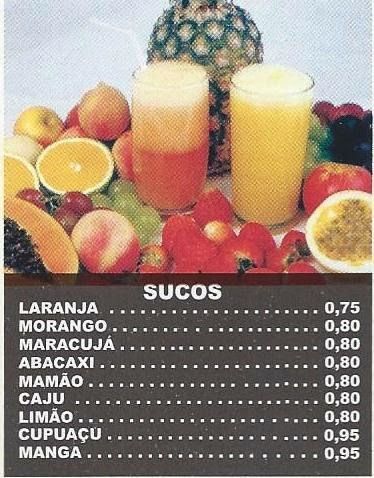 SUCOS
LARANJA . . . . . . . . . . . . . . . . . . . . . . 0,75
MORANGO . . . . . . . . . . . . . . . . . . . . . 0,80
MARACUJÁ . . . . . . . . . . . . . . . . . . . . 0,80
ABACAXI . . . . . . . . . . . . . . . . . . . . . . 0,80
MAMÃO . . . . . . . . . . . . . . . . . . . . . . . 0,80
CAJU . . . . . . . . . . . . . . . . . . . . . . . . 0,80
LIMÃO . . . . . . . . . . . . . . . . . . . . . . . . 0,80
CUPUAÇÚ . . . . . . . . . . . . . . . . . . . . . 0,95
MANGA . . . . . . . . . . . . . . . . . . . . . . . 0,95